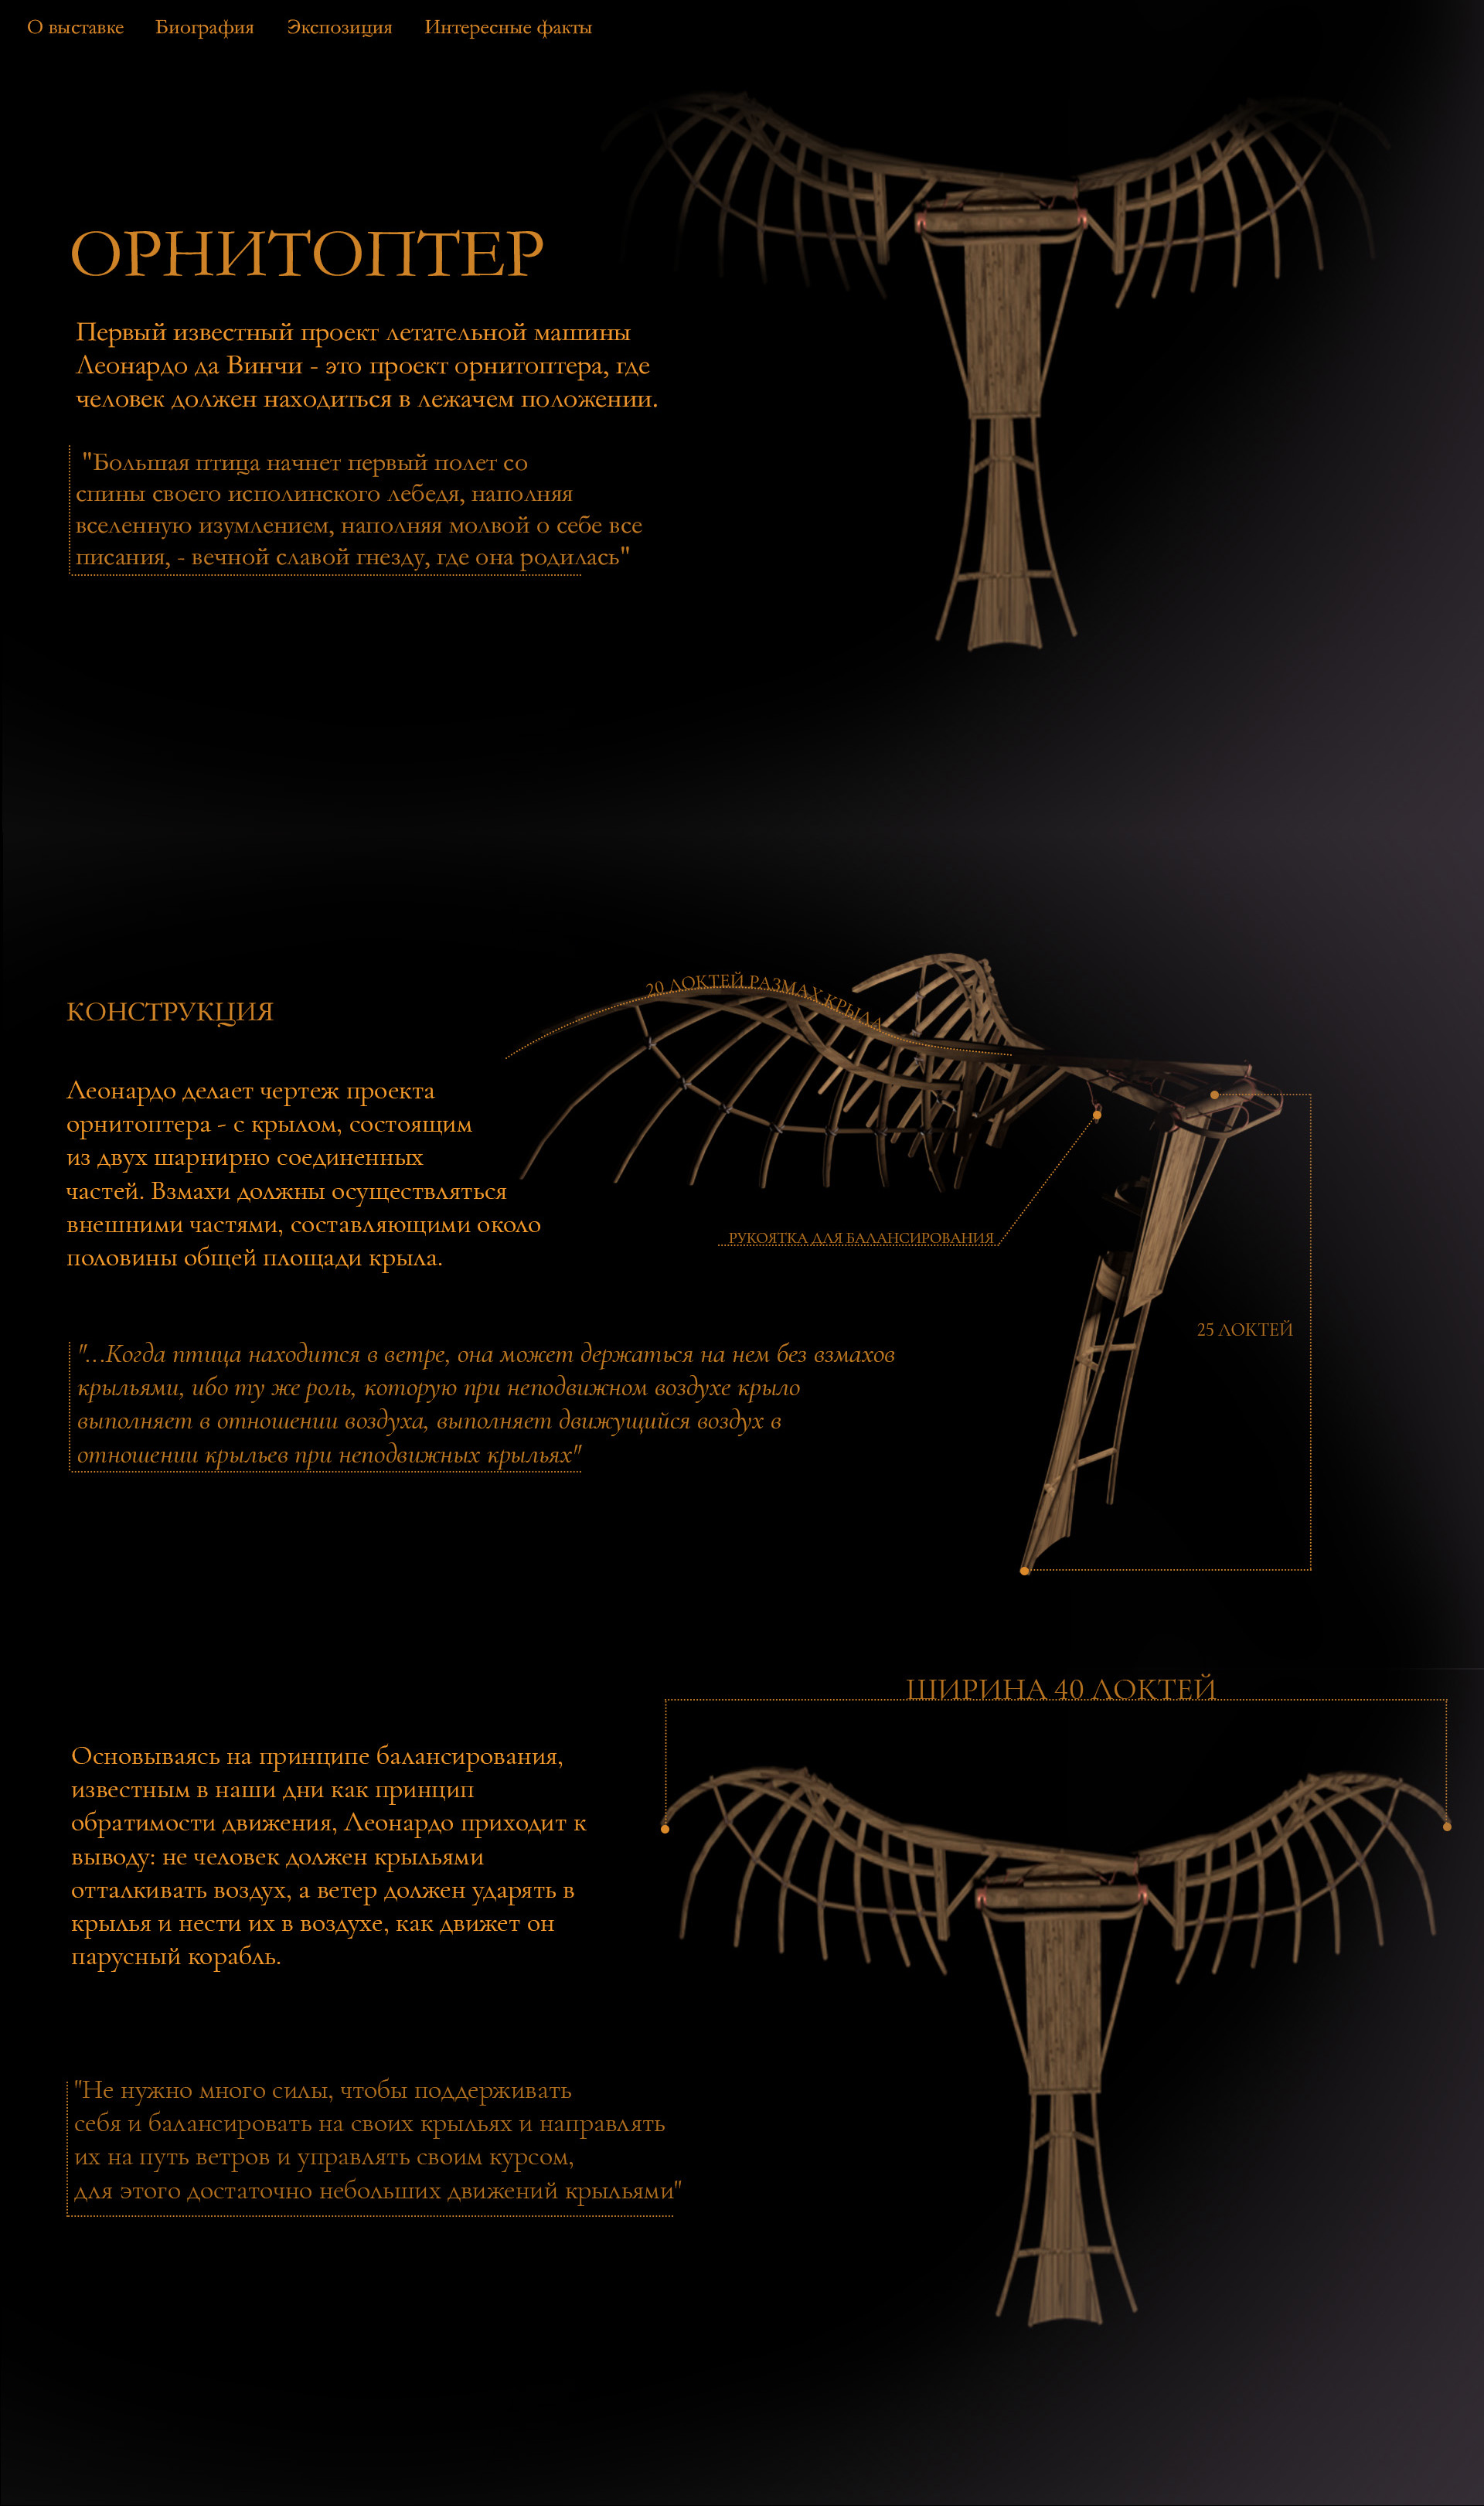 О выставке Биография Экспозиция Интересные факты
ОРНИТОПТЕР
Первый известный проект летательной машины
Леонардо да Винчи - это проект орнитоптера, где
человек должен находиться в лежачем положении.
"Большая птица начнет первый полет со
спины своего исполинского лебедя, наполняя
вселенную изумлением, наполняя молвой о себе все
писания, - вечной славой гнезду, где она родилась"
КОНСТРУКЦИЯ
Леонардо делает чертеж проекта
орнитоптера - с крылом, состоящим
из двух шарнирно соединенных
частей. Взмахи должны осуществляться
внешними частями, составляющими около
половины общей площади крыла.
20 ЛОКТЕЙ РАЗМАХ КРЫЛА
РУКОЯТКА ДЛЯ БАЛАНСИРОВАНИЯ
25 ЛОКТЕЙ
"...Когда птица находится в ветре, она может держаться на нем без взмахов
крыльями, ибо ту же роль, которую при неподвижном воздухе крыло
выполняет в отношении воздуха, выполняет движущийся воздух в
отношении крыльев при неподвижных крыльях"
ШИРИНА 40 ЛОКТЕЙ
Основываясь на принципе балансирования,
известным в наши дни как принцип
обратимости движения, Леонардо приходит к
выводу: не человек должен крыльями
отталкивать воздух, а ветер должен ударять в
крылья и нести их в воздухе, как движет он
парусный корабль.
"Не нужно много силы, чтобы поддерживать
себя и балансировать на своих крыльях и направлять
их на путь ветров и управлять своим курсом,
для этого достаточно небольших движений крыльями"